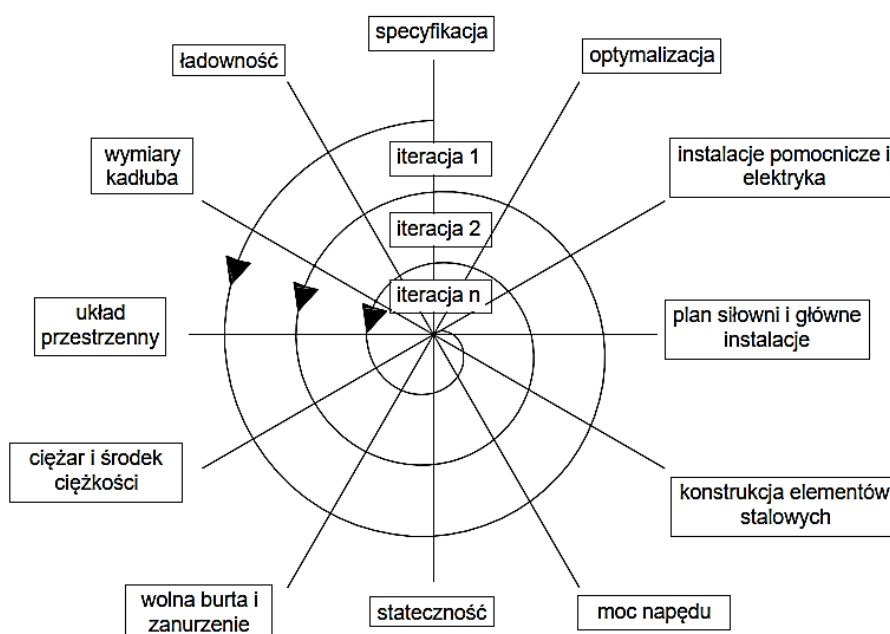 specyfikacja
ładowność
optymalizacja
iteracja 1
wymiary
kadłuba
instalacje pomocnicze i
elektryka
iteracja 2
iteracja n
układ
przestrzenny
plan siłowni i główne
instalacje
ciężar i środek
ciężkości
konstrukcja elementów
stalowych
wolna burta i
zanurzenie
stateczność
moc napędu